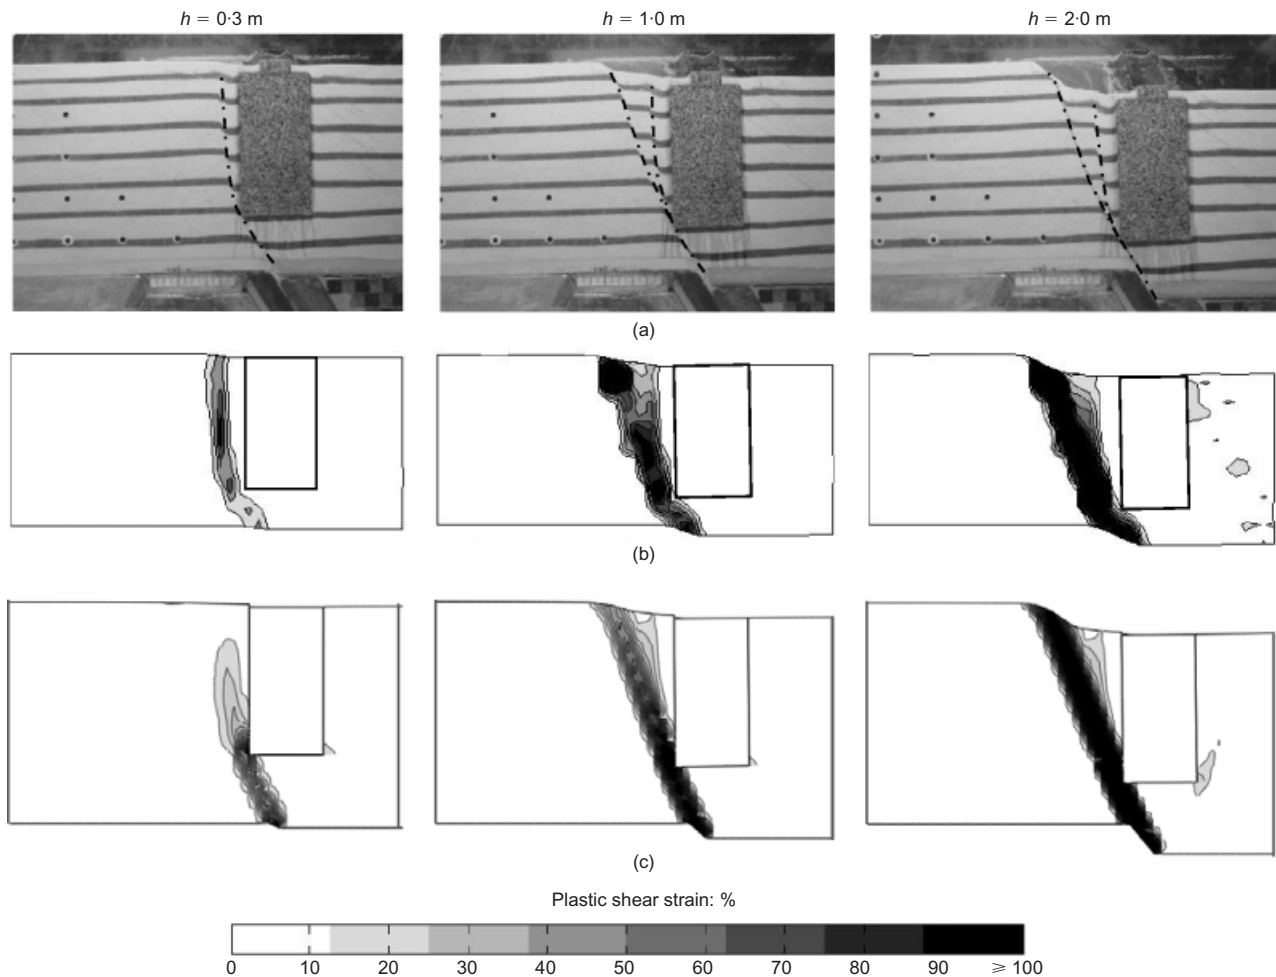 h = 0·3 m
h = 1·0 m
h = 2·0 m
(a)
(b)
(c)
Plastic shear strain: %
0 10 20 30 40 50 60 70 80 90 ≥ 100